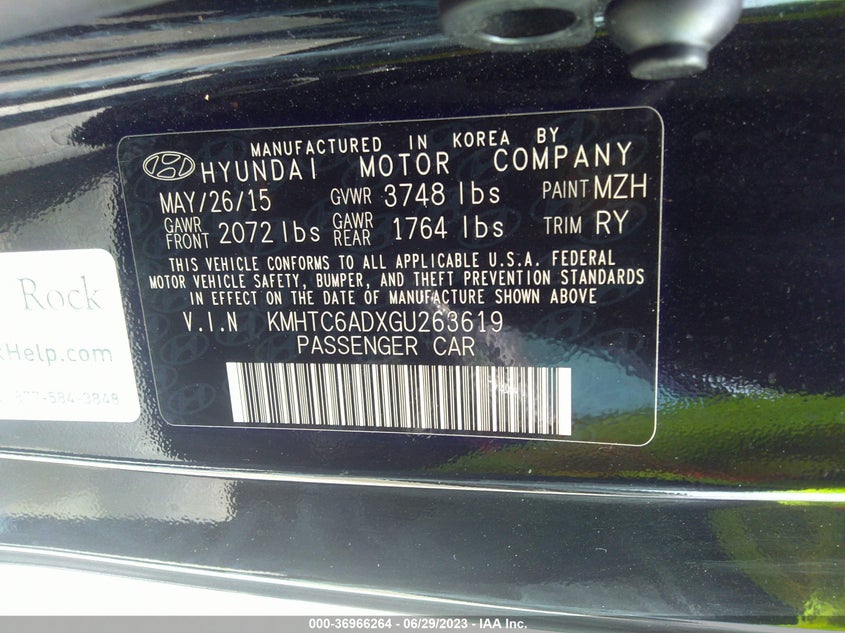 MANUFACTURED IN KOREA BY
HYUNDAI MOTOR COMPANY
MAY/26/15 GVWR 3748 lbs PAINT MZH
GAWR FRONT 2072 lbs GAWR REAR 1764 lbs TRIM RY
THIS VEHICLE CONFORMS TO ALL APPLICABLE U.S.A. FEDERAL
MOTOR VEHICLE SAFETY, BUMPER, AND THEFT PREVENTION STANDARDS
IN EFFECT ON THE DATE OF MANUFACTURE SHOWN ABOVE
V.I.N KMHTC6ADXGU263619
PASSENGER CAR
Rock
Help.com
877-584-3848
000-36966264 - 06/29/2023 - IAA Inc.